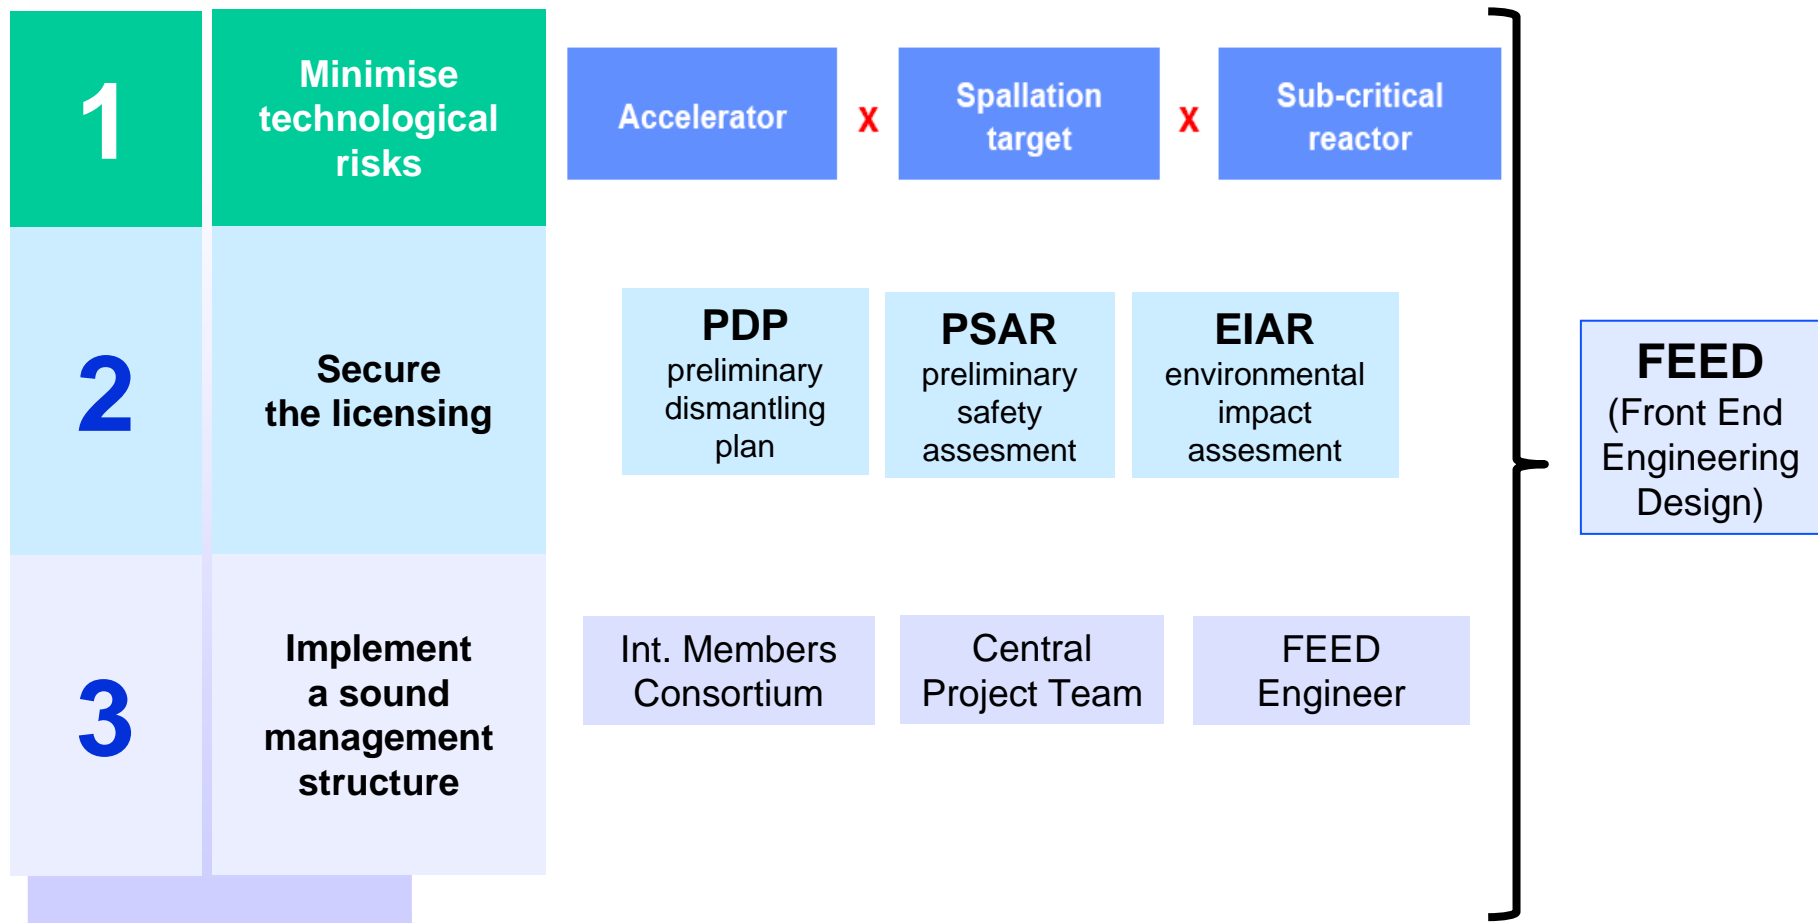 1
Minimise
technological
risks
Accelerator
X
Spallation
target
X
Sub-critical
reactor
2
Secure
the licensing
PDP
preliminary
dismantling
plan
PSAR
preliminary
safety
assesment
EIAR
environmental
impact
assesment
3
Implement
a sound
management
structure
Int. Members
Consortium
Central
Project Team
FEED
Engineer
FEED
(Front End
Engineering
Design)